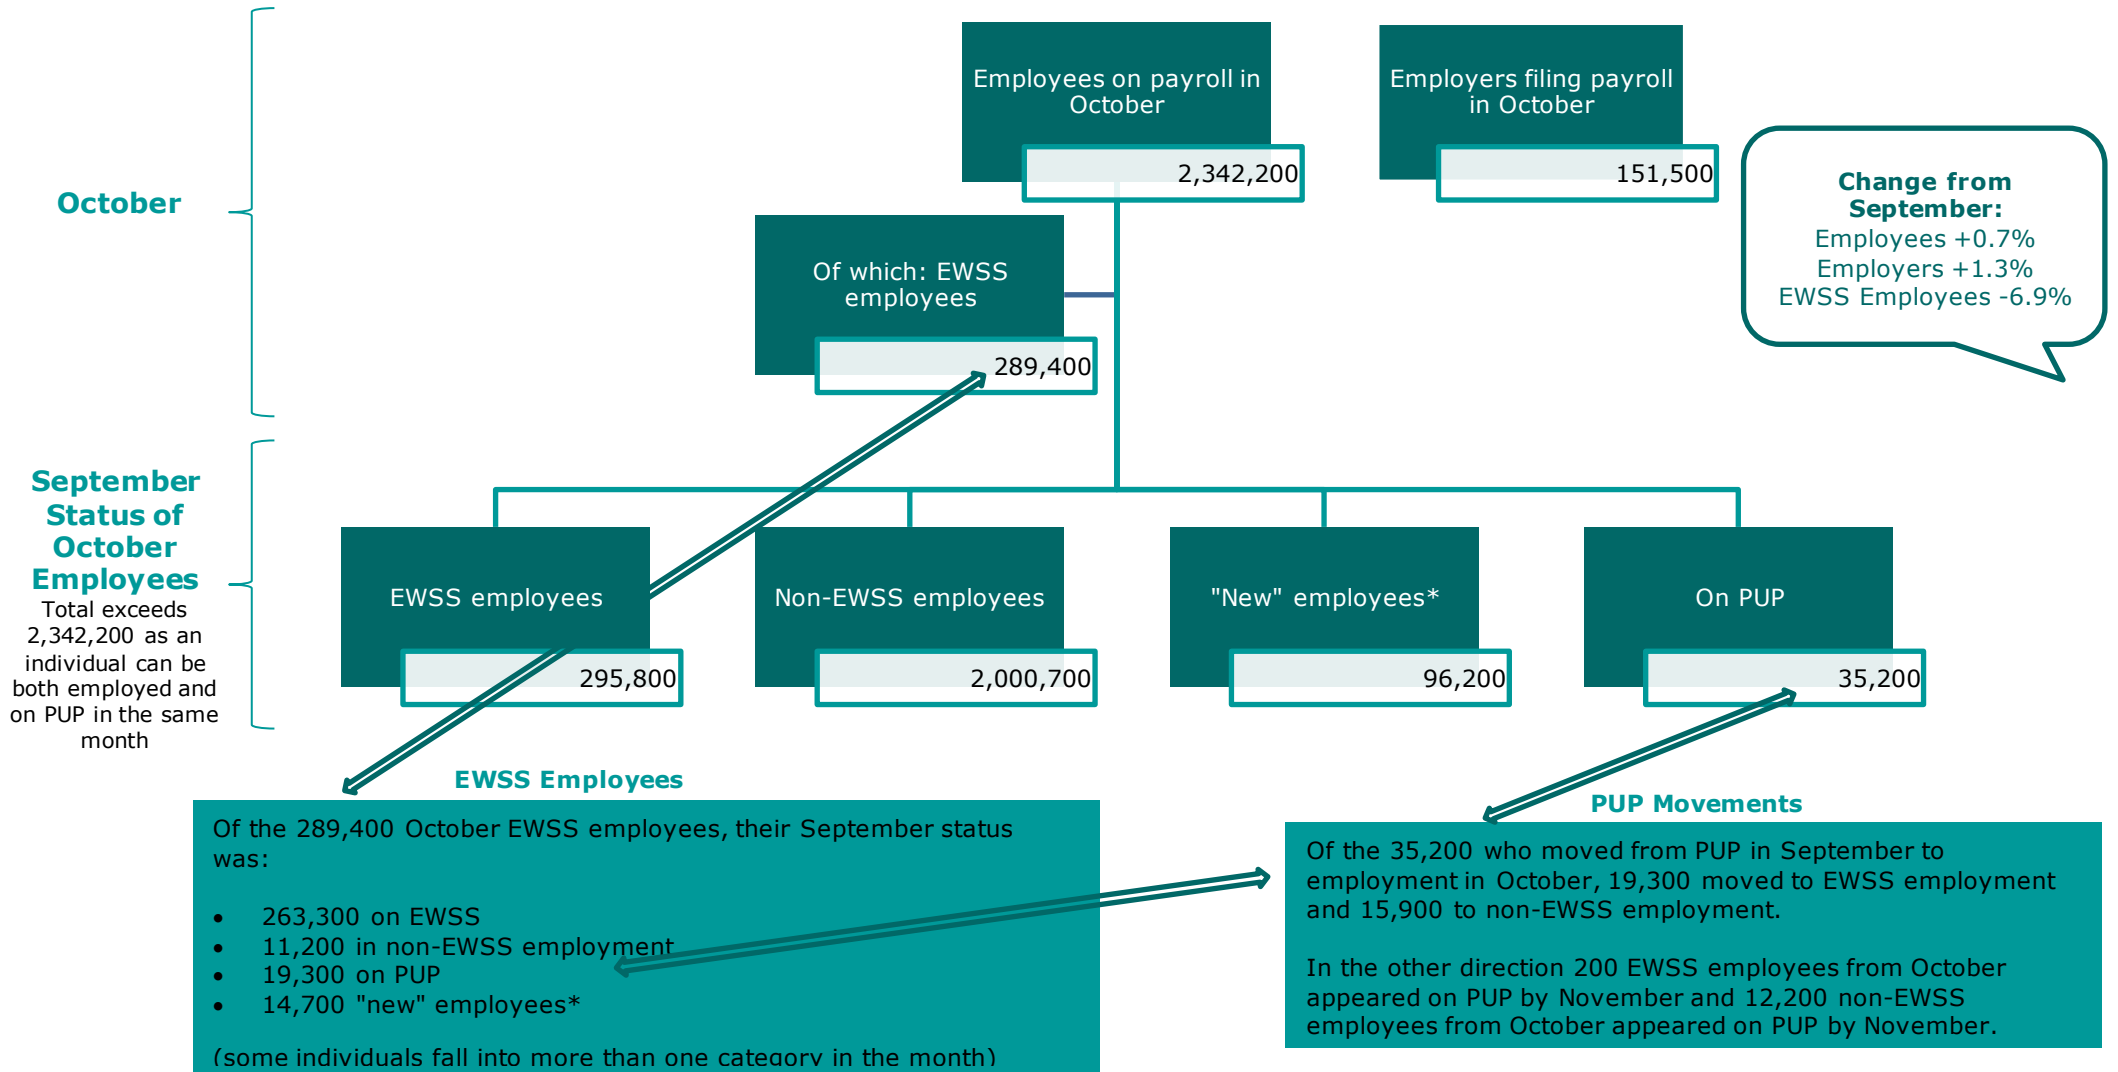 Employees on payroll in
October
2,342,200
Employers filing payroll
in October
151,500
Change from
September:
Employees +0.7%
Employers +1.3%
EWSS Employees -6.9%
October
Of which: EWSS
employees
289,400
September
Status of
October
Employees
Total exceeds
2,342,200 as an
individual can be
both employed and
on PUP in the same
month
EWSS employees
295,800
Non-EWSS employees
2,000,700
"New" employees*
96,200
On PUP
35,200
EWSS Employees
Of the 289,400 October EWSS employees, their September status
was:
• 263,300 on EWSS
• 11,200 in non-EWSS employment
• 19,300 on PUP
• 14,700 "new" employees*
(some individuals fall into more than one category in the month)
PUP Movements
Of the 35,200 who moved from PUP in September to
employment in October, 19,300 moved to EWSS employment
and 15,900 to non-EWSS employment.
In the other direction 200 EWSS employees from October
appeared on PUP by November and 12,200 non-EWSS
employees from October appeared on PUP by November.